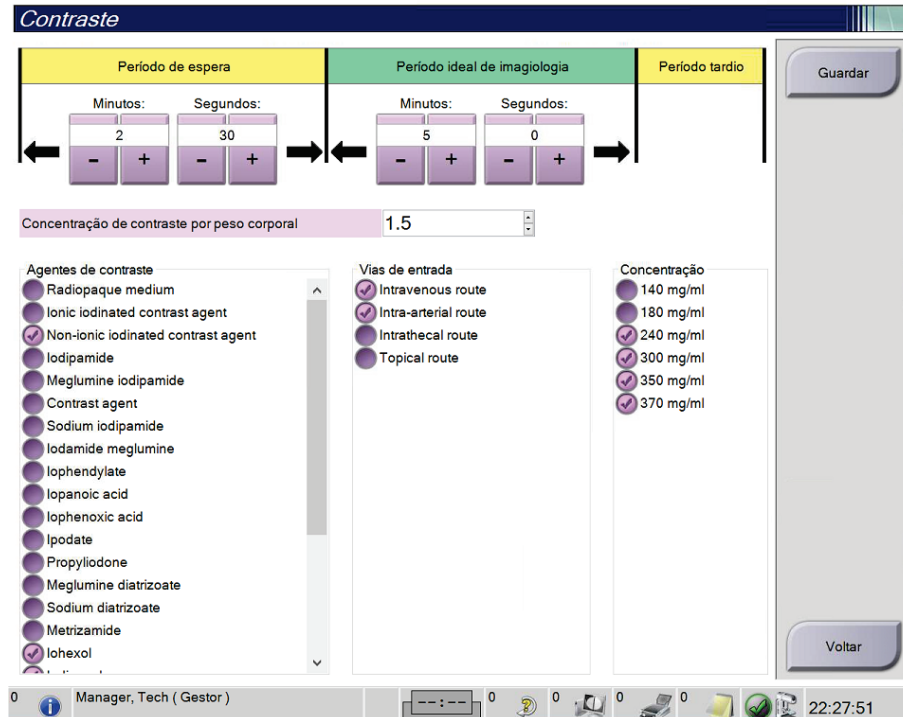 Contraste
Período de espera
Período ideal de imagiologia
Período tardio
Guardar
Minutos:
Segundos:
Minutos:
Segundos:
2
30
5
0
-
+
-
+
-
+
-
+
Concentração de contraste por peso corporal
1.5
Agentes de contraste
Radiopaque medium
Ionic iodinated contrast agent
Non-ionic iodinated contrast agent
Iodipamide
Meglumine iodipamide
Contrast agent
Sodium iodipamide
Iodamide meglumine
Iophendylate
Iopanoic acid
Iophenoxic acid
Ipodate
Propyliodone
Meglumine diatrizoate
Sodium diatrizoate
Metrizamide
Iohexol
Vias de entrada
Intravenous route
Intra-arterial route
Intrathecal route
Topical route
Concentração
140 mg/ml
180 mg/ml
240 mg/ml
300 mg/ml
350 mg/ml
370 mg/ml
Voltar
0
Manager, Tech ( Gestor )
--:--
0
0
0
0
22:27:51